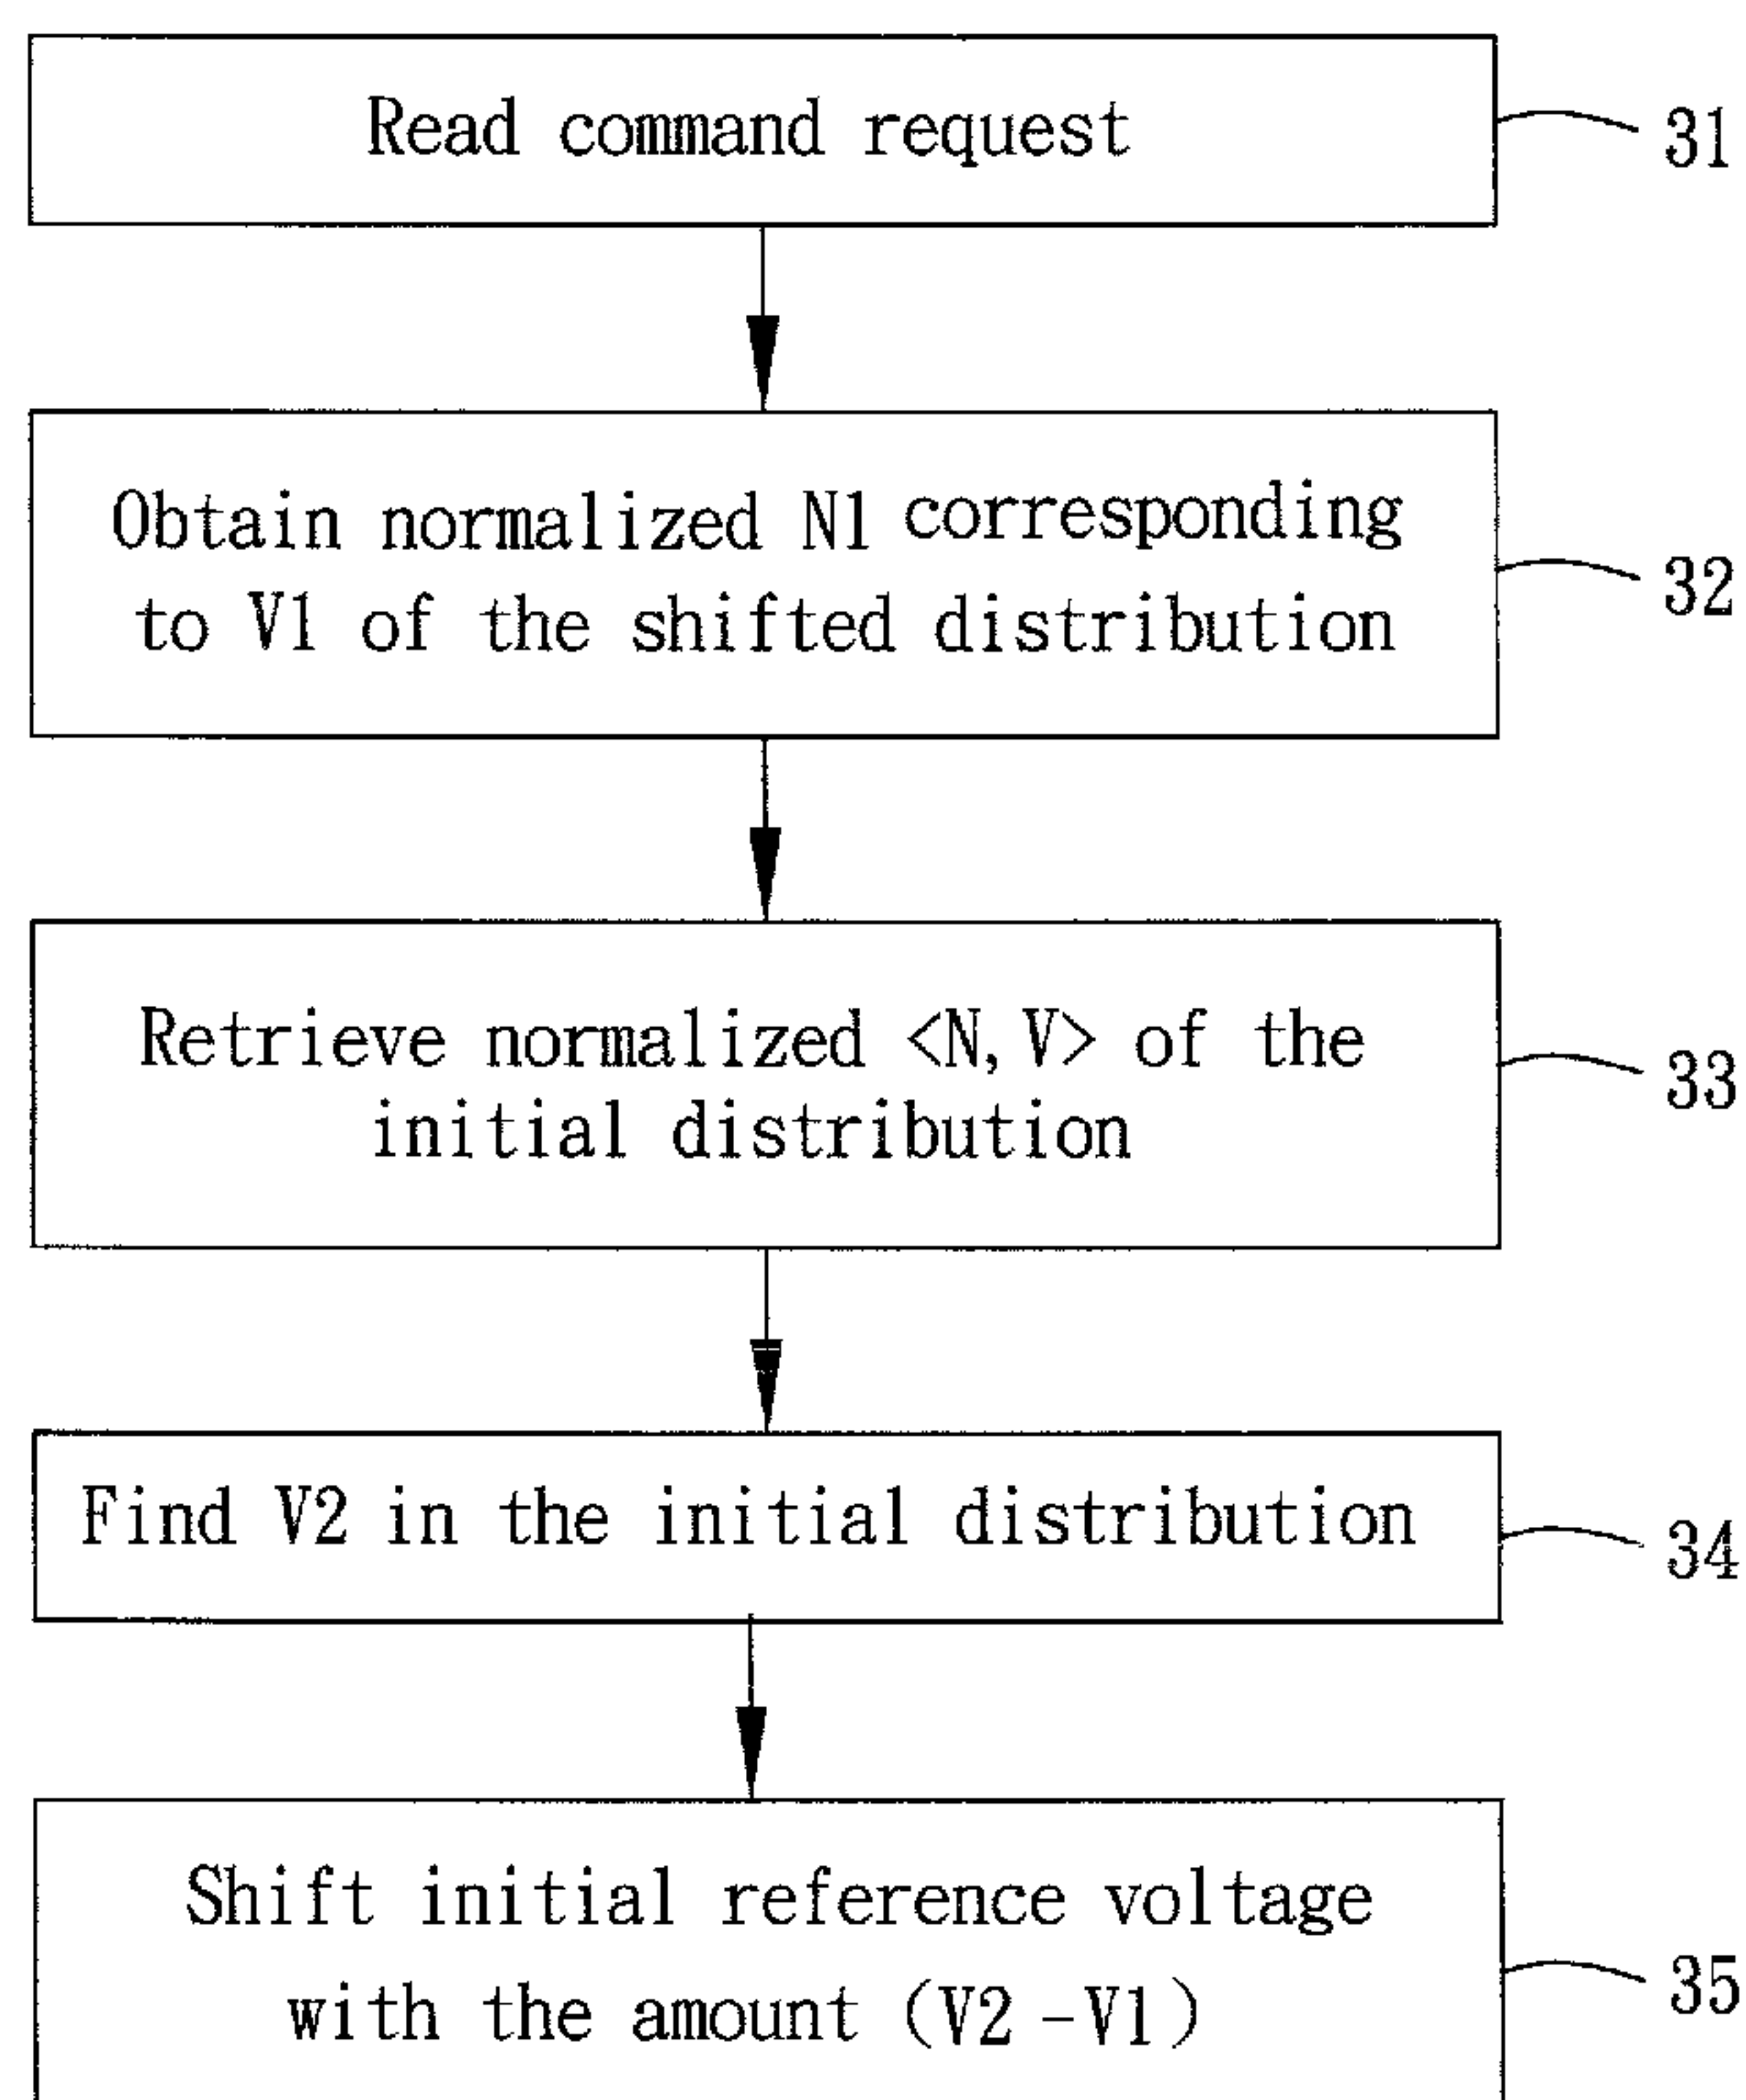 Read command request
31
Obtain normalized N1 corresponding
to V1 of the shifted distribution
32
Retrieve normalized <N, V> of the
initial distribution
33
Find V2 in the initial distribution
34
Shift initial reference voltage
with the amount (V2 -V1)
35